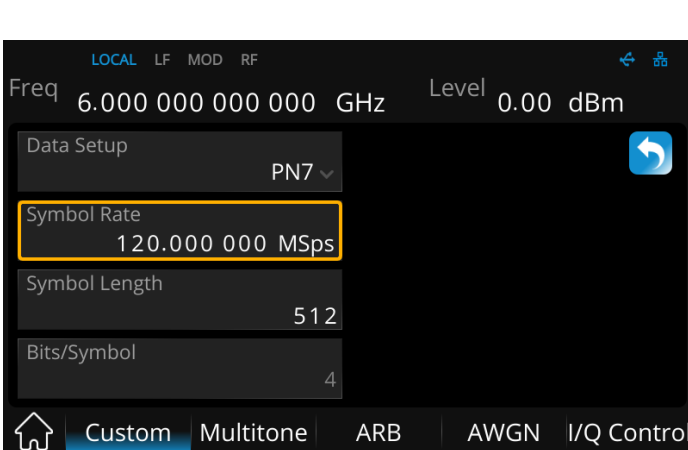 LOCAL LF MOD RF
Freq 6.000 000 000 000 GHz Level 0.00 dBm
Data Setup
PN7
Symbol Rate
120.000 000 MSps
Symbol Length
512
Bits/Symbol
4
Custom Multitone ARB AWGN I/Q Control